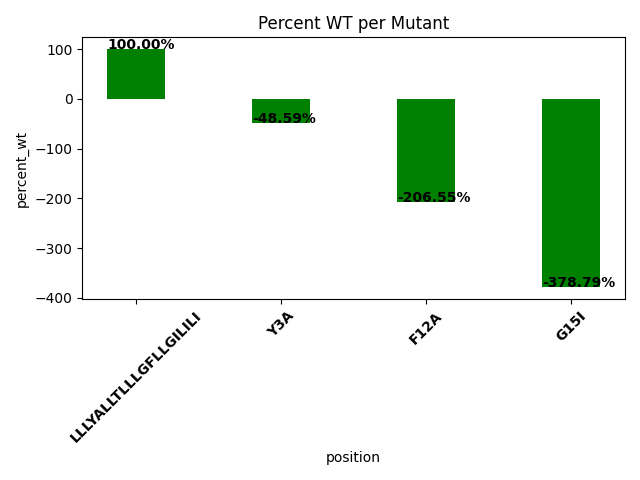 Percent WT per Mutant
percent_wt
100
0
−100
−200
−300
−400
100.00%
-48.59%
-206.55%
-378.79%
LLLYALLTLLLGFLLGILILI
Y3A
F12A
G15I
position